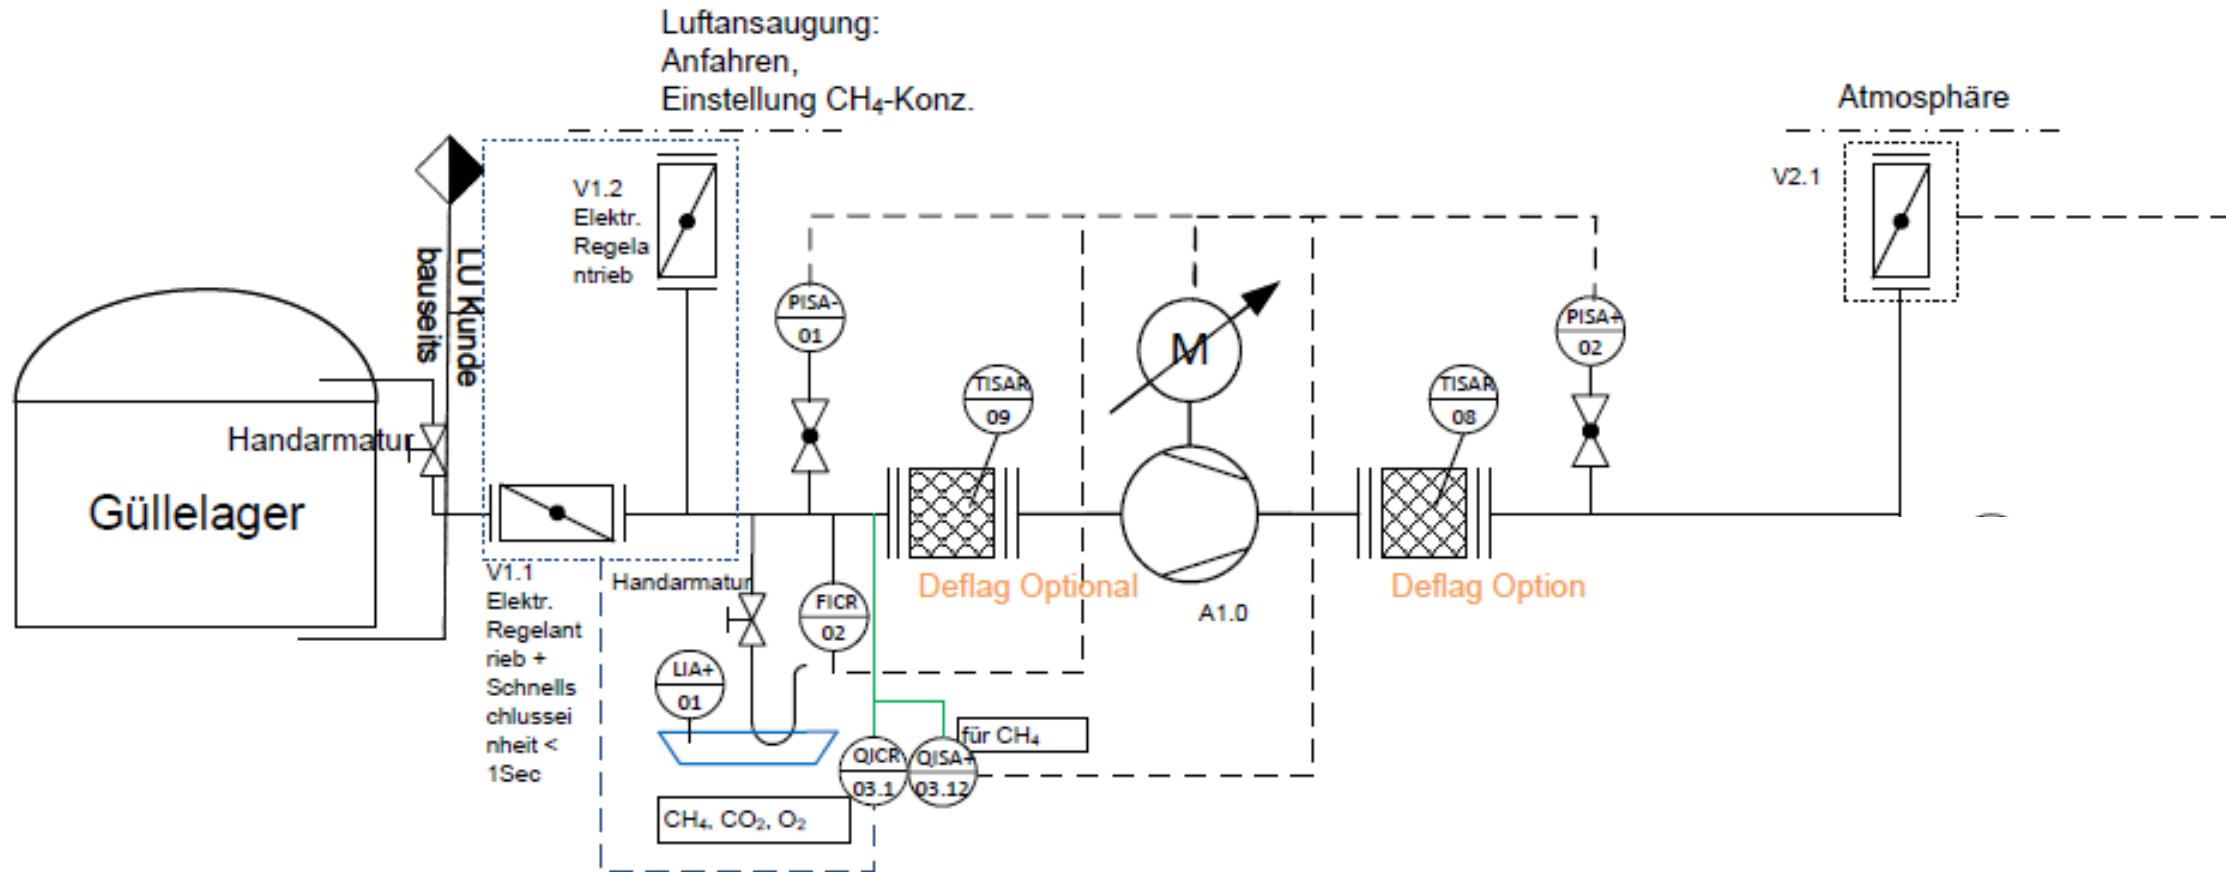 Luftansaugung:
Anfahren,
Einstellung CH₄-Konz.
Atmosphäre
V1.2
Elektr.
Regela
ntrieb
V2.1
LU Kunde
bauseits
PISA-
01
M
PISA+
02
TISAR
09
TISAR
08
Handarmatur
Güllelager
V1.1
Elektr.
Regelant
rieb +
Schnells
chlussei
nheit <
1Sec
Handarmatur
FICR
02
Deflag Optional
A1.0
Deflag Option
LIA+
01
für CH₄
QICR
03.1
QISA+
03.12
CH₄, CO₂, O₂